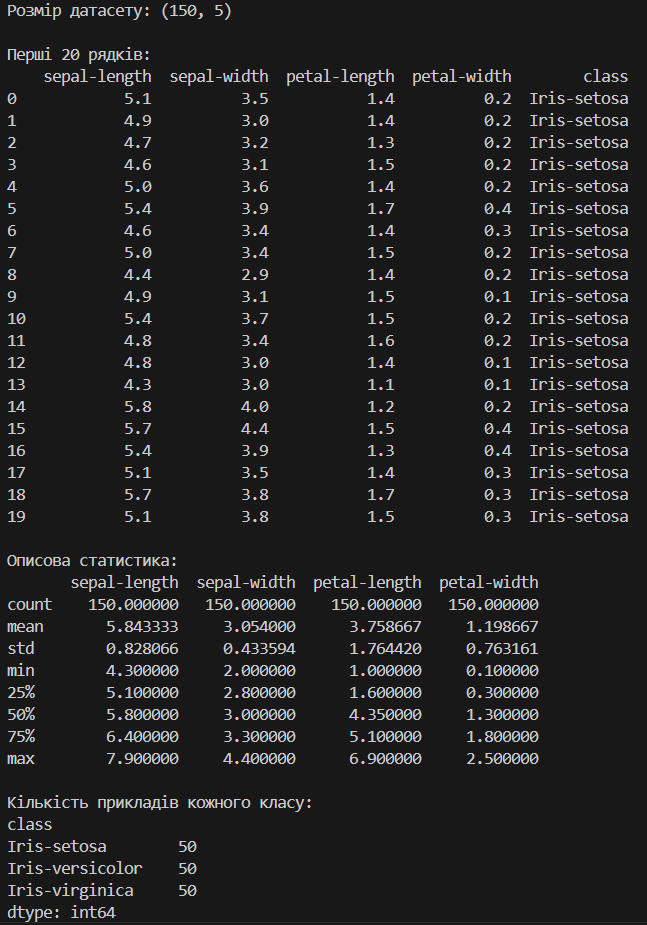 Розмір датасету: (150, 5)

Перші 20 рядків:
    sepal-length  sepal-width  petal-length  petal-width        class
0            5.1          3.5           1.4          0.2  Iris-setosa
1            4.9          3.0           1.4          0.2  Iris-setosa
2            4.7          3.2           1.3          0.2  Iris-setosa
3            4.6          3.1           1.5          0.2  Iris-setosa
4            5.0          3.6           1.4          0.2  Iris-setosa
5            5.4          3.9           1.7          0.4  Iris-setosa
6            4.6          3.4           1.4          0.3  Iris-setosa
7            5.0          3.4           1.5          0.2  Iris-setosa
8            4.4          2.9           1.4          0.2  Iris-setosa
9            4.9          3.1           1.5          0.1  Iris-setosa
10           5.4          3.7           1.5          0.2  Iris-setosa
11           4.8          3.4           1.6          0.2  Iris-setosa
12           4.8          3.0           1.4          0.1  Iris-setosa
13           4.3          3.0           1.1          0.1  Iris-setosa
14           5.8          4.0           1.2          0.2  Iris-setosa
15           5.7          4.4           1.5          0.4  Iris-setosa
16           5.4          3.9           1.3          0.4  Iris-setosa
17           5.1          3.5           1.4          0.3  Iris-setosa
18           5.7          3.8           1.7          0.3  Iris-setosa
19           5.1          3.8           1.5          0.3  Iris-setosa

Описова статистика:
       sepal-length  sepal-width  petal-length  petal-width
count    150.000000   150.000000    150.000000   150.000000
mean       5.843333     3.054000      3.758667     1.198667
std        0.828066     0.433594      1.764420     0.763161
min        4.300000     2.000000      1.000000     0.100000
25%        5.100000     2.800000      1.600000     0.300000
50%        5.800000     3.000000      4.350000     1.300000
75%        6.400000     3.300000      5.100000     1.800000
max        7.900000     4.400000      6.900000     2.500000

Кількість прикладів кожного класу:
class
Iris-setosa        50
Iris-versicolor    50
Iris-virginica     50
dtype: int64